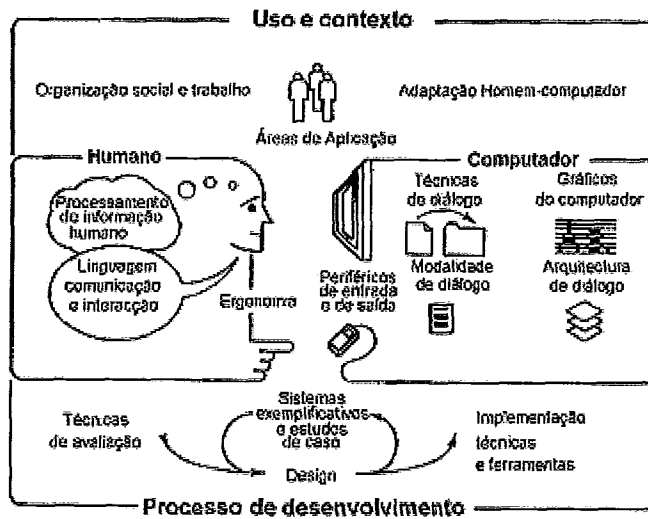 Uso e contexto
Organização social e trabalho
Adaptação Homem-computador
Áreas de Aplicação
Humano
Processamento
de informação
humano
Linguagem
comunicação
e interacção
Ergonomia
Computador
Técnicas
de diálogo
Gráficos
do computador
Periféricos
de entrada
e de saída
Modalidade
de diálogo
Arquitectura
de diálogo
Técnicas
de avaliação
Sistemas
exemplificativos
e estudos
de caso
Design
Implementação
técnicas
e ferramentas
Processo de desenvolvimento